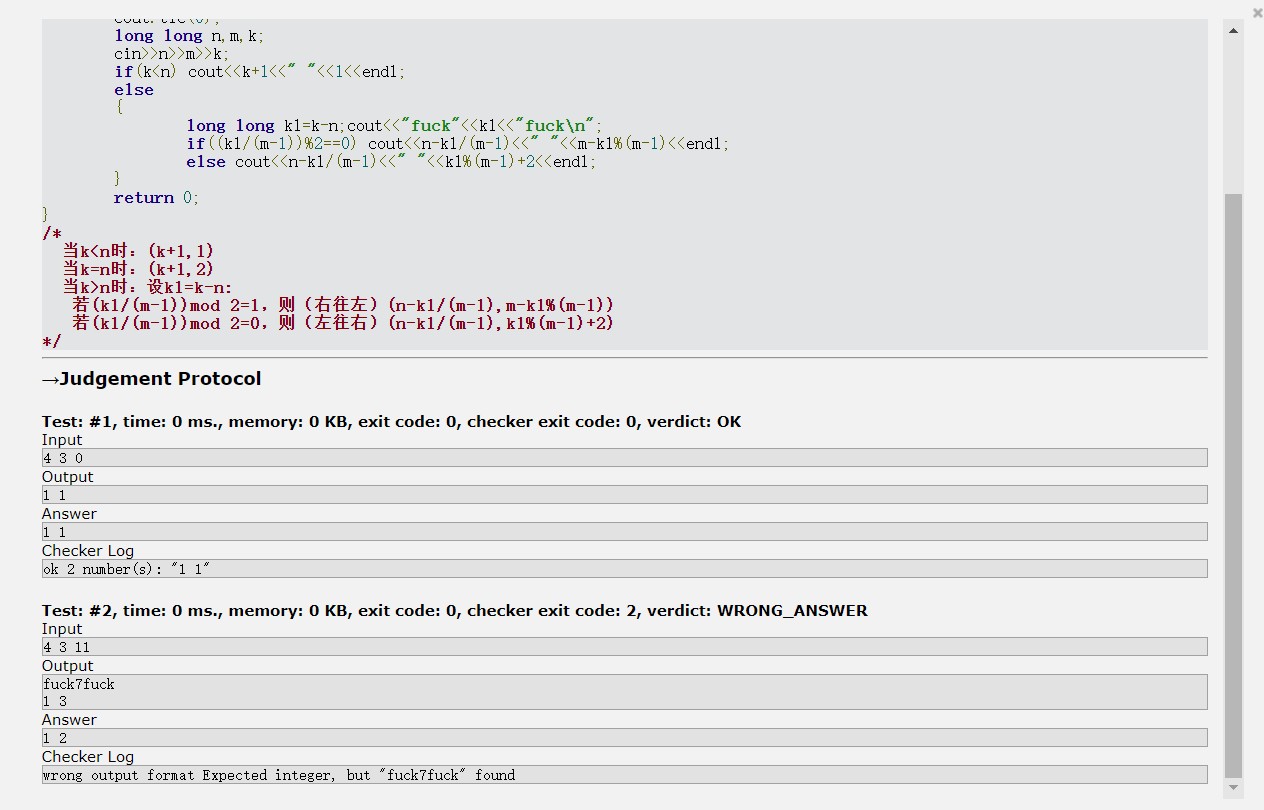 cout.tie(0);
long long n,m,k;
cin>>n>>m>>k;
if(k<n) cout<<k+1<<" "<<1<<endl;
else
{
long long k1=k-n;cout<<"fuck"<<k1<<"fuck\n";
if((k1/(m-1))%2==0) cout<<n-k1/(m-1)<<" "<<m-k1%(m-1)<<endl;
else cout<<n-k1/(m-1)<<" "<<k1%(m-1)+2<<endl;
}
return 0;
}
/*
当k<n时：(k+1,1)
当k=n时：(k+1,2)
当k>n时：设k1=k-n:
若(k1/(m-1))mod 2=1，则（右往左）(n-k1/(m-1),m-k1%(m-1))
若(k1/(m-1))mod 2=0，则（左往右）(n-k1/(m-1),k1%(m-1)+2)
*/
→Judgement Protocol
Test: #1, time: 0 ms., memory: 0 KB, exit code: 0, checker exit code: 0, verdict: OK
Input
4 3 0
Output
1 1
Answer
1 1
Checker Log
ok 2 number(s): "1 1"
Test: #2, time: 0 ms., memory: 0 KB, exit code: 0, checker exit code: 2, verdict: WRONG_ANSWER
Input
4 3 11
Output
fuck7fuck
1 3
Answer
1 2
Checker Log
wrong output format Expected integer, but "fuck7fuck" found